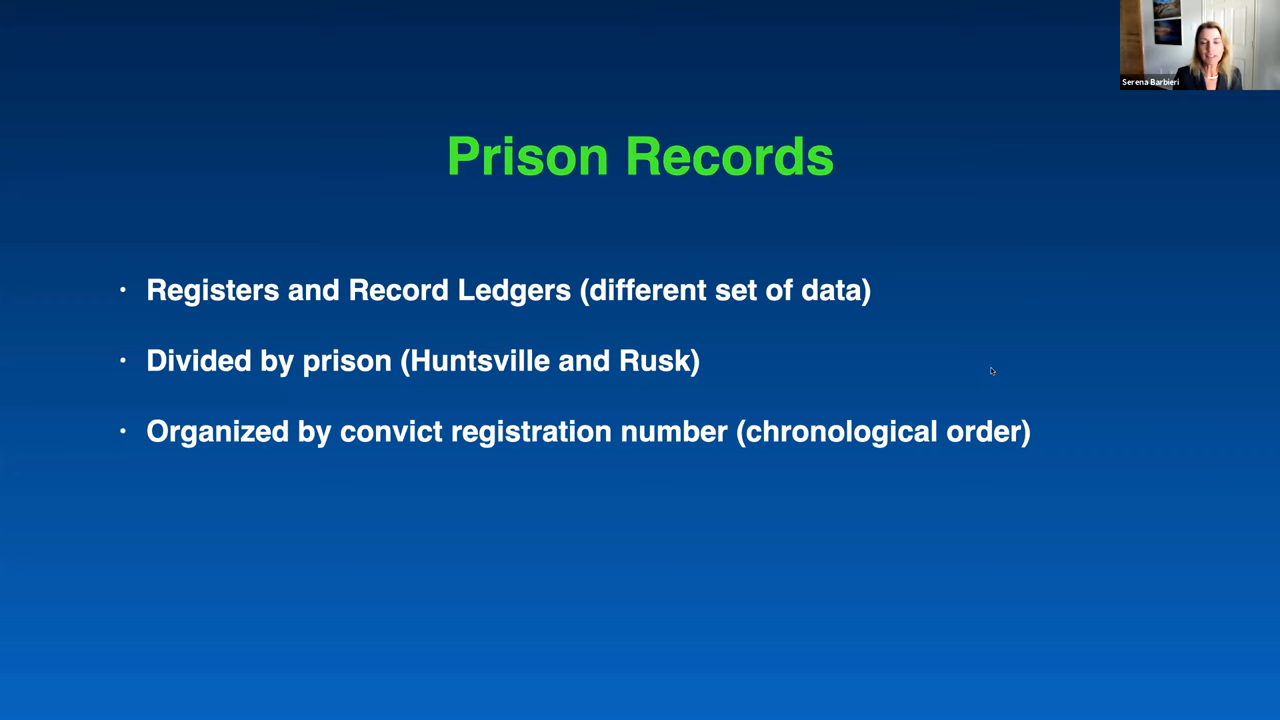 Serena Barbieri
Prison Records
· Registers and Record Ledgers (different set of data)
· Divided by prison (Huntsville and Rusk)
· Organized by convict registration number (chronological order)